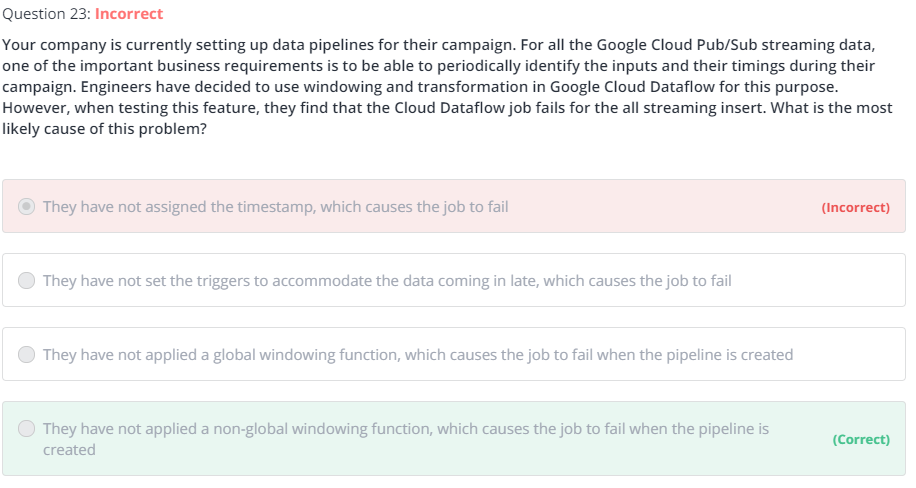 Question 23: Incorrect
Your company is currently setting up data pipelines for their campaign. For all the Google Cloud Pub/Sub streaming data,
one of the important business requirements is to be able to periodically identify the inputs and their timings during their
campaign. Engineers have decided to use windowing and transformation in Google Cloud Dataflow for this purpose.
However, when testing this feature, they find that the Cloud Dataflow job fails for the all streaming insert. What is the most
likely cause of this problem?
They have not assigned the timestamp, which causes the job to fail (Incorrect)
They have not set the triggers to accommodate the data coming in late, which causes the job to fail
They have not applied a global windowing function, which causes the job to fail when the pipeline is created
They have not applied a non-global windowing function, which causes the job to fail when the pipeline is
created (Correct)